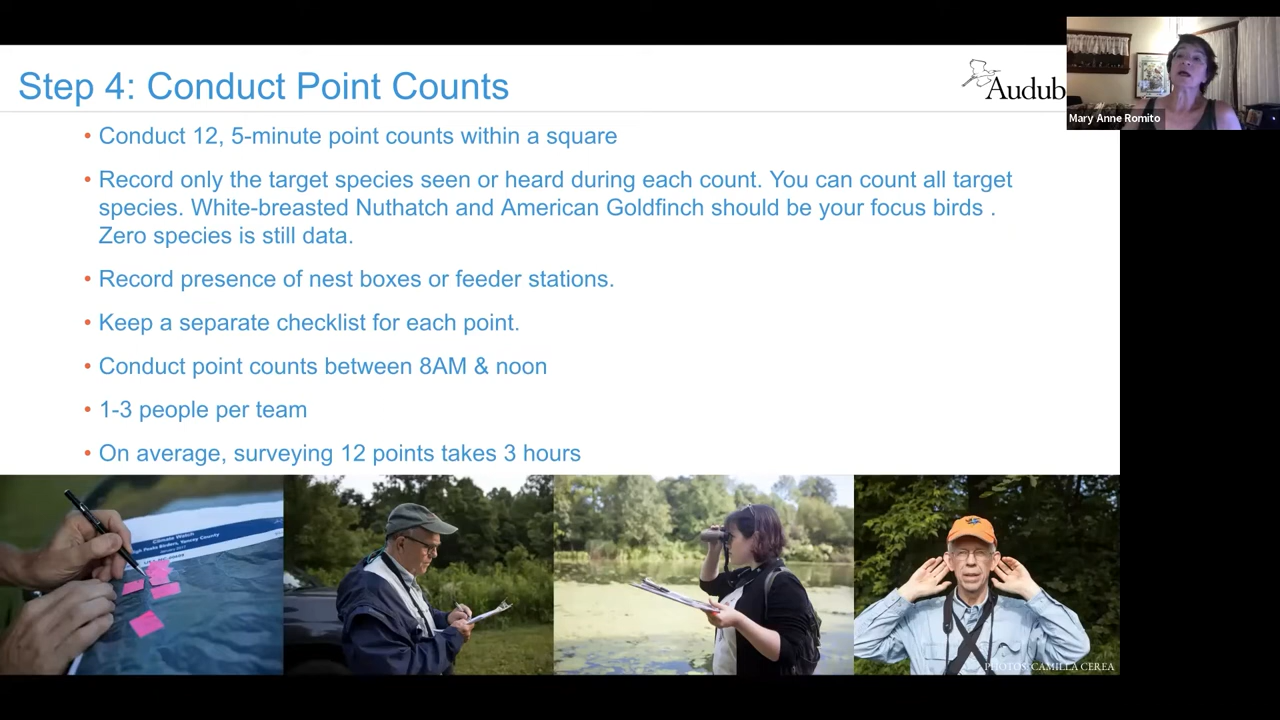 Step 4: Conduct Point Counts
Audub
Mary Anne Romito
• Conduct 12, 5-minute point counts within a square
• Record only the target species seen or heard during each count. You can count all target
species. White-breasted Nuthatch and American Goldfinch should be your focus birds .
Zero species is still data.
• Record presence of nest boxes or feeder stations.
• Keep a separate checklist for each point.
• Conduct point counts between 8AM & noon
• 1-3 people per team
• On average, surveying 12 points takes 3 hours
Climate Watch
Yancey County
PHOTOS: CAMILLA CEREA